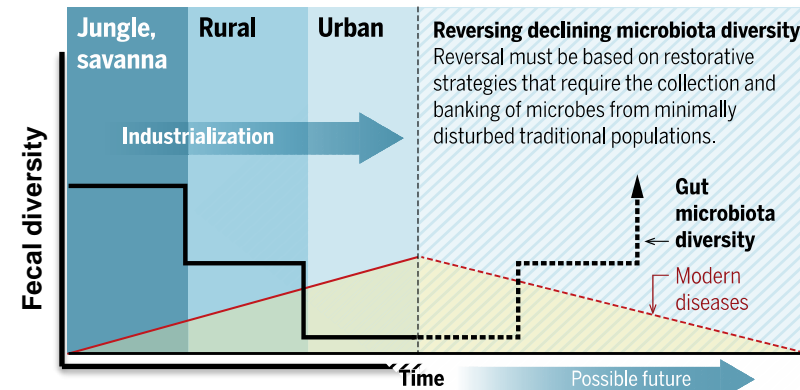 Jungle,
savanna
Rural
Urban
Reversing declining microbiota diversity
Reversal must be based on restorative
strategies that require the collection and
banking of microbes from minimally
disturbed traditional populations.
Industrialization
Fecal diversity
Gut
microbiota
diversity
Modern
diseases
Time
Possible future